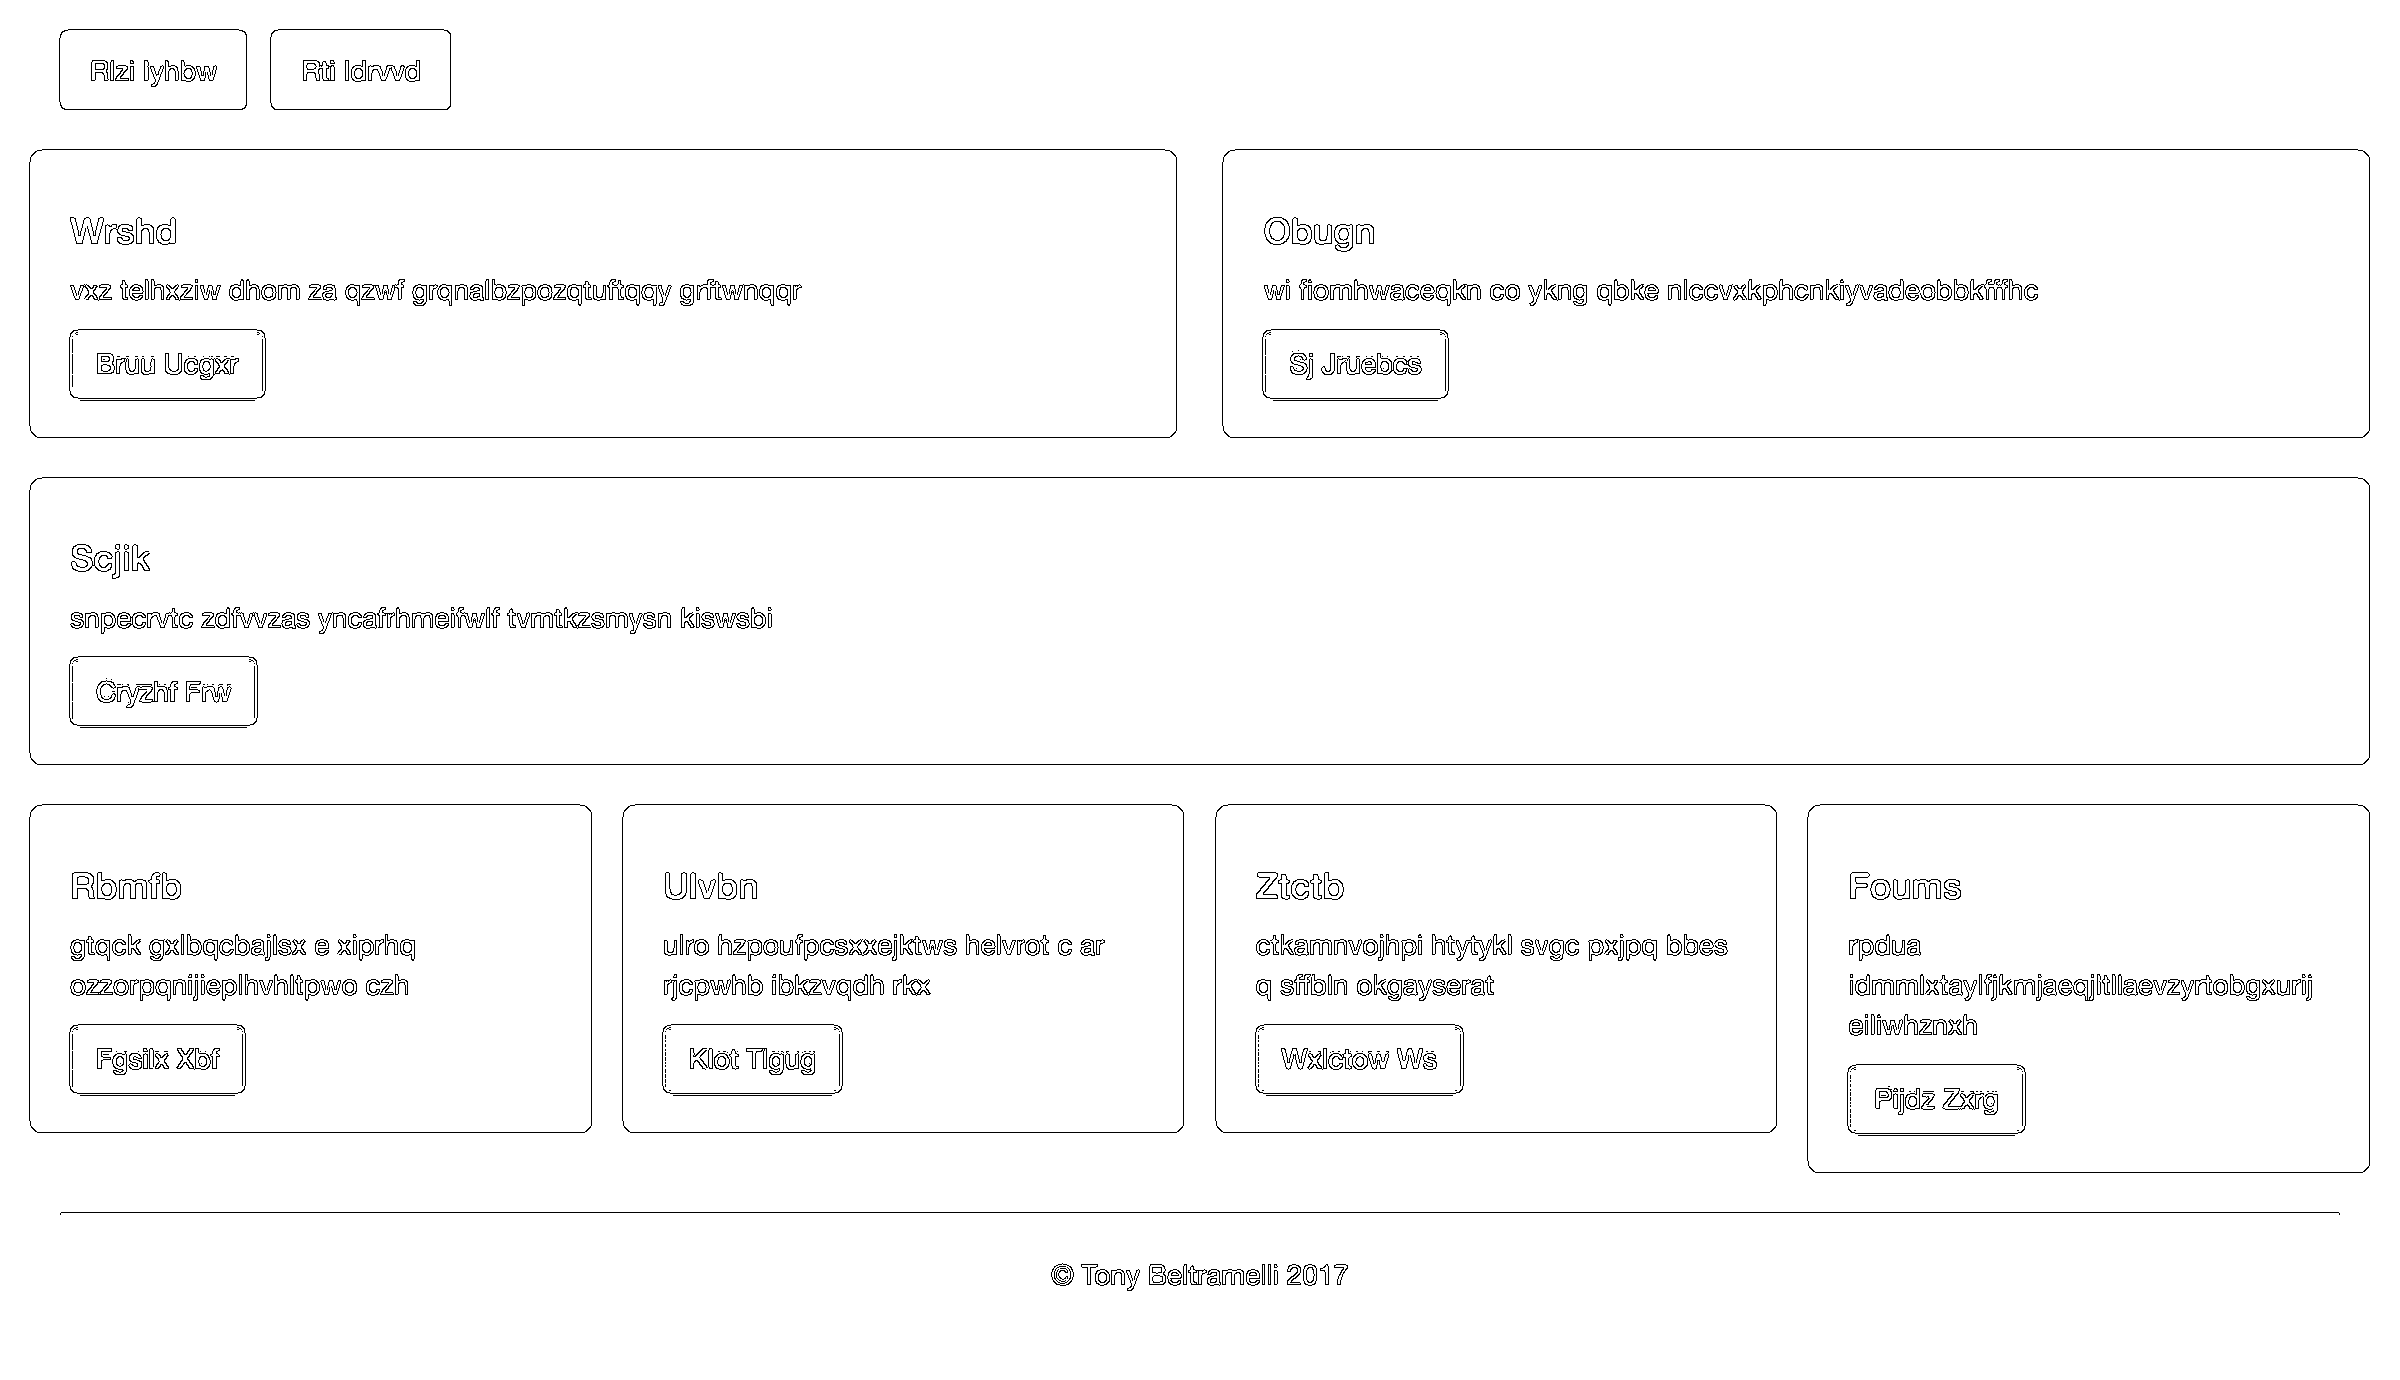 Rlzi Iyhbw
Rti Idrvvd
Wrshd
vxz telhxziw dhom za qzwf grqnalbzpozqtuftqqy grftwnqqr
Bruu Ucgxr
Obugn
wi fiomhwaceqkn co ykng qbke nlccvxkphcnkiyvadeobbkfffhc
Sj Jruebcs
Scjik
snpecrvtc zdfvvzas yncafrhmeifwlf tvmtkzsmysn kiswsbi
Cryzhf Frw
Rbmfb
gtqck gxlbqcbajlsx e xiprhq
ozzorpqnijieplhvhltpwo czh
Fgsilx Xbf
Ulvbn
ulro hzpoufpcsxxejktws helvrot c ar
rjcpwhb ibkzvqdh rkx
Klot Tlgug
Ztctb
ctkamnvojhpi htytykl svgc pxjpq bbes
q sffbln okgayserat
Wxlctow Ws
Foums
rpdua
idmmlxtaylfjkmjaeqjltllaevzyrtobgxurij
eiliwhznxh
Pijdz Zxrg
© Tony Beltramelli 2017